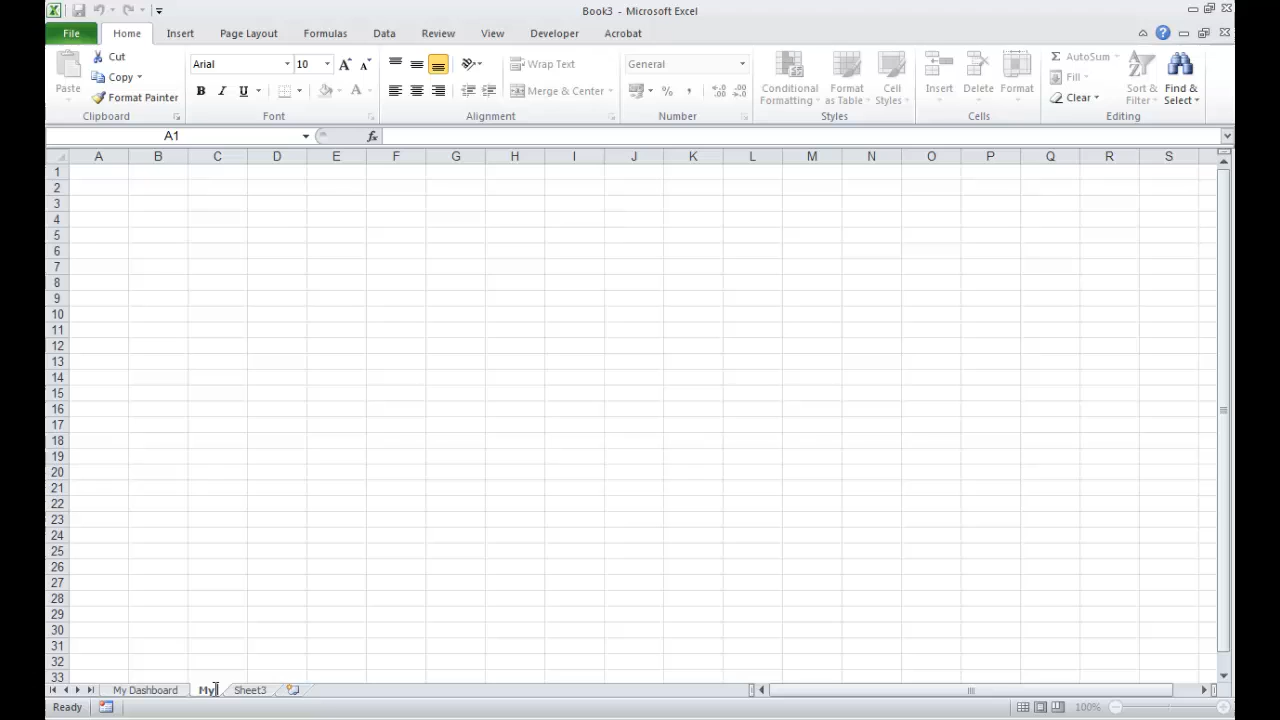 Book3 - Microsoft Excel
File Home Insert Page Layout Formulas Data Review View Developer Acrobat
Paste
Cut
Copy
Format Painter
Clipboard
Arial 10
B I U
Font
Wrap Text
Merge & Center
Alignment
General
%
Number
Conditional Formatting
Format as Table
Cell Styles
Styles
Insert Delete Format
Cells
AutoSum
Fill
Clear
Sort & Filter
Find & Select
Editing
A1 fx
A B C D E F G H I J K L M N O P Q R S
1
2
3
4
5
6
7
8
9
10
11
12
13
14
15
16
17
18
19
20
21
22
23
24
25
26
27
28
29
30
31
32
33
My Dashboard My Sheet3
Ready 100%